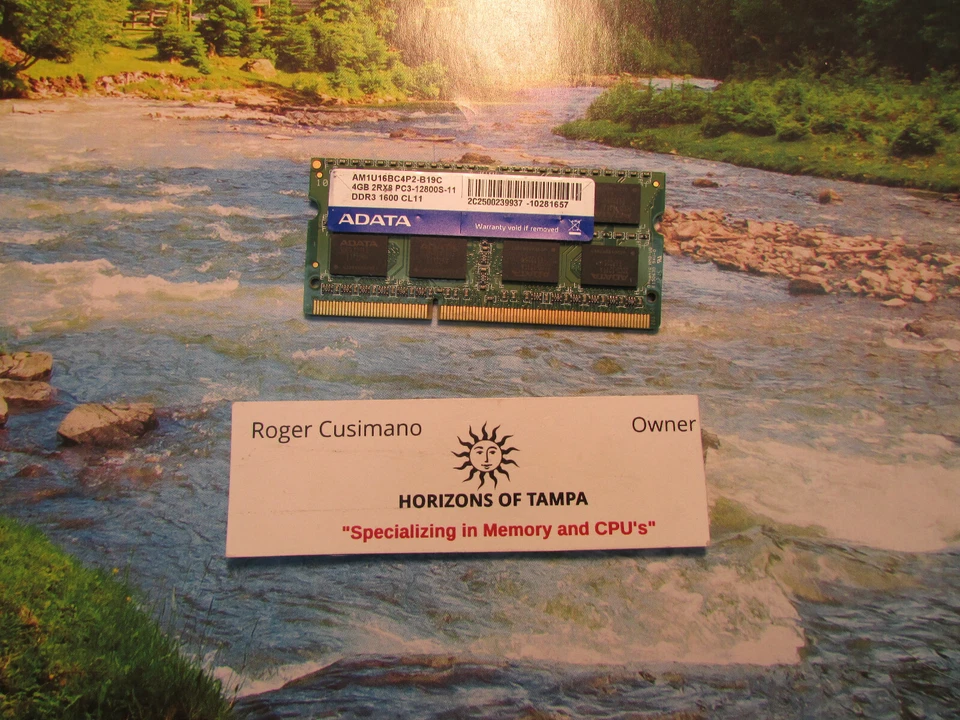 AM1U16BC4P2-B19C
4GB 2RX8 PC3-12800S-11
DDR3 1600 CL11
2C2500239937 -10281657
ADATA
Warranty void if removed
ADATA
Roger Cusimano
Owner
HORIZONS OF TAMPA
"Specializing in Memory and CPU's"